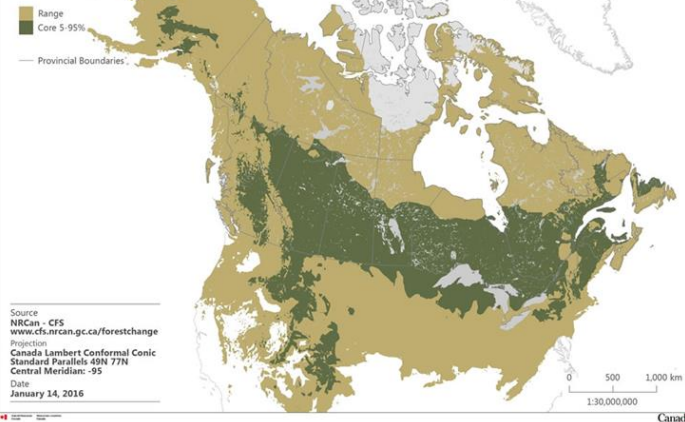 Range
Core 5-95%
Provincial Boundaries
Source
NRCan - CFS
www.cfs.nrcan.gc.ca/forestchange
Projection
Canada Lambert Conformal Conic
Standard Parallels 49N 77N
Central Meridian: -95
Date
January 14, 2016
0 500 1,000 km
1:30,000,000
Canad